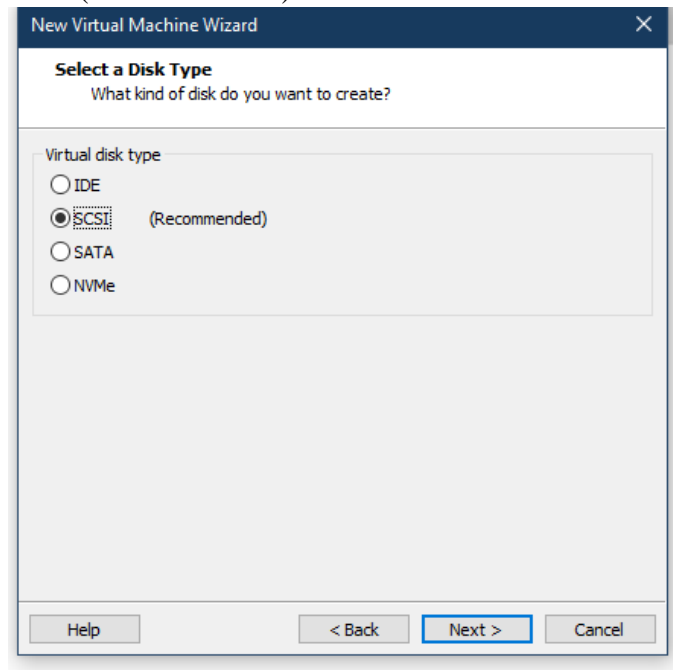 New Virtual Machine Wizard
Select a Disk Type
What kind of disk do you want to create?
Virtual disk type
IDE
SCSI (Recommended)
SATA
NVMe
Help < Back Next > Cancel